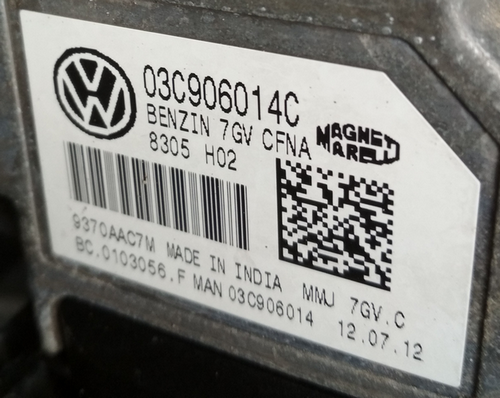 03C906014C
BENZIN 7GV CFNA
MAGNETI
MARELLI
8305 H02
9370AAC7M MADE IN INDIA MMJ 7GV.C
BC.0103056.F MAN 03C906014 12.07.12